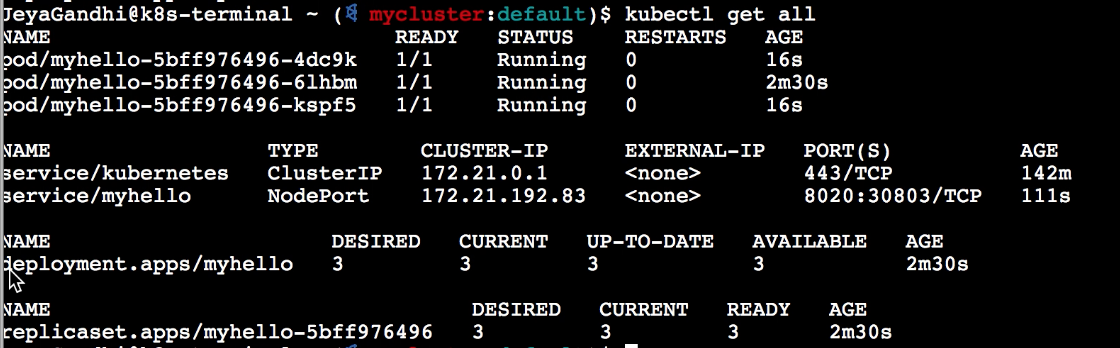 JeyaGandhi@k8s-terminal ~ (⎈ mycluster:default)$ kubectl get all
NAME READY STATUS RESTARTS AGE
pod/myhello-5bff976496-4dc9k 1/1 Running 0 16s
pod/myhello-5bff976496-6lhbm 1/1 Running 0 2m30s
pod/myhello-5bff976496-kspf5 1/1 Running 0 16s
NAME TYPE CLUSTER-IP EXTERNAL-IP PORT(S) AGE
service/kubernetes ClusterIP 172.21.0.1 <none> 443/TCP 142m
service/myhello NodePort 172.21.192.83 <none> 8020:30803/TCP 111s
NAME DESIRED CURRENT UP-TO-DATE AVAILABLE AGE
deployment.apps/myhello 3 3 3 3 2m30s
NAME DESIRED CURRENT READY AGE
replicaset.apps/myhello-5bff976496 3 3 3 2m30s